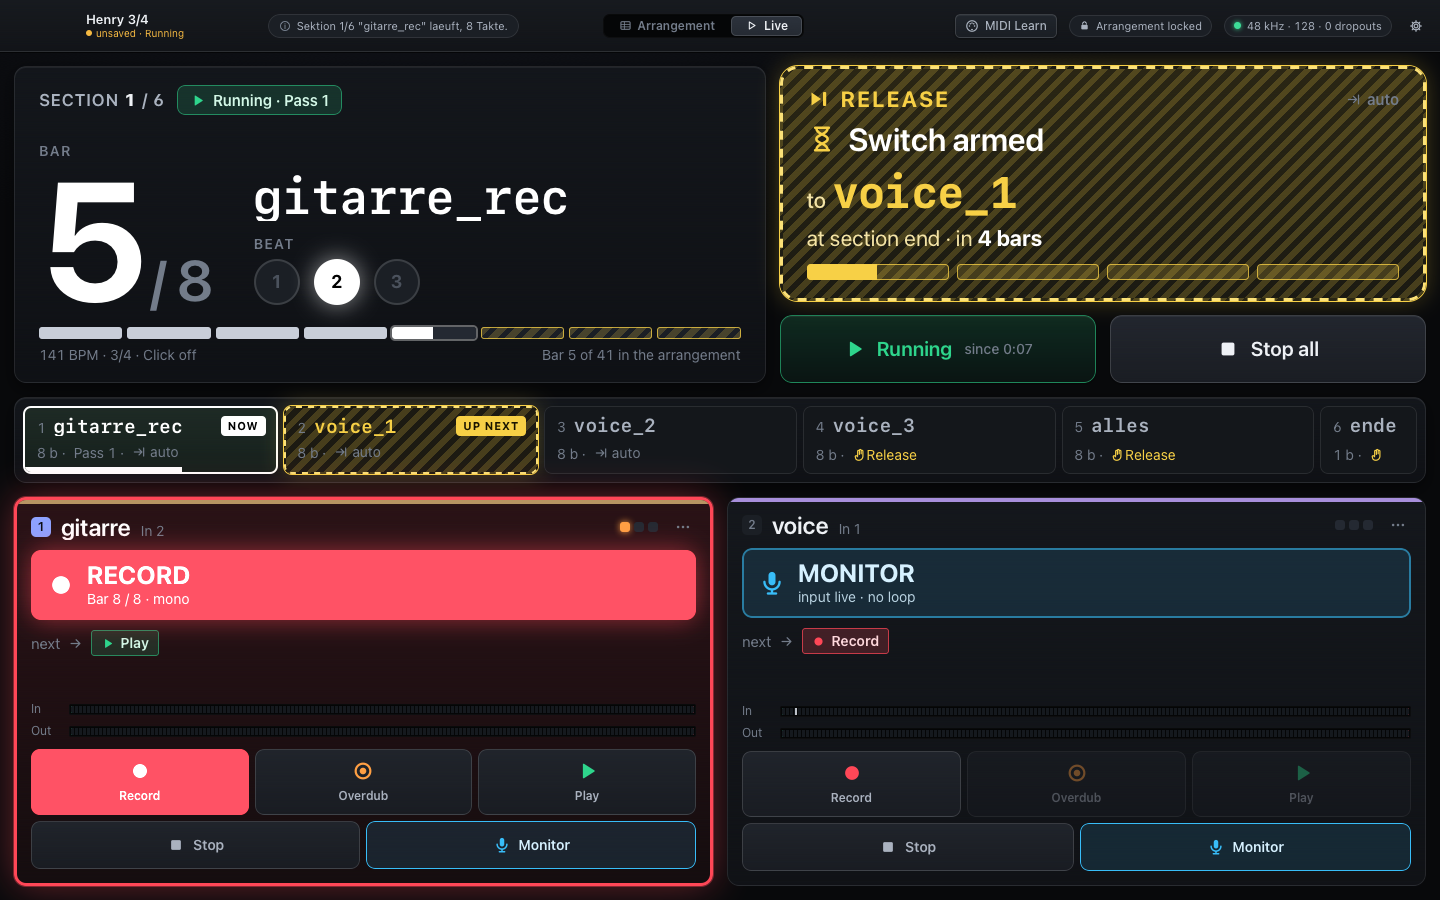 Henry 3/4
unsaved · Running
Sektion 1/6 "gitarre_rec" laeuft, 8 Takte.
Arrangement
Live
MIDI Learn
Arrangement locked
48 kHz · 128 · 0 dropouts
SECTION 1 / 6
Running · Pass 1
BAR
5 / 8
gitarre_rec
BEAT
1 2 3
141 BPM · 3/4 · Click off
Bar 5 of 41 in the arrangement
RELEASE
auto
Switch armed
to voice_1
at section end · in 4 bars
Running since 0:07
Stop all
1 gitarre_rec NOW
8 b · Pass 1 · auto
2 voice_1 UP NEXT
8 b · auto
3 voice_2
8 b · auto
4 voice_3
8 b · Release
5 alles
8 b · Release
6 ende
1 b ·
1 gitarre In 2
RECORD
Bar 8 / 8 · mono
next → Play
In
Out
Record
Overdub
Play
Stop
Monitor
2 voice In 1
MONITOR
input live · no loop
next → Record
In
Out
Record
Overdub
Play
Stop
Monitor